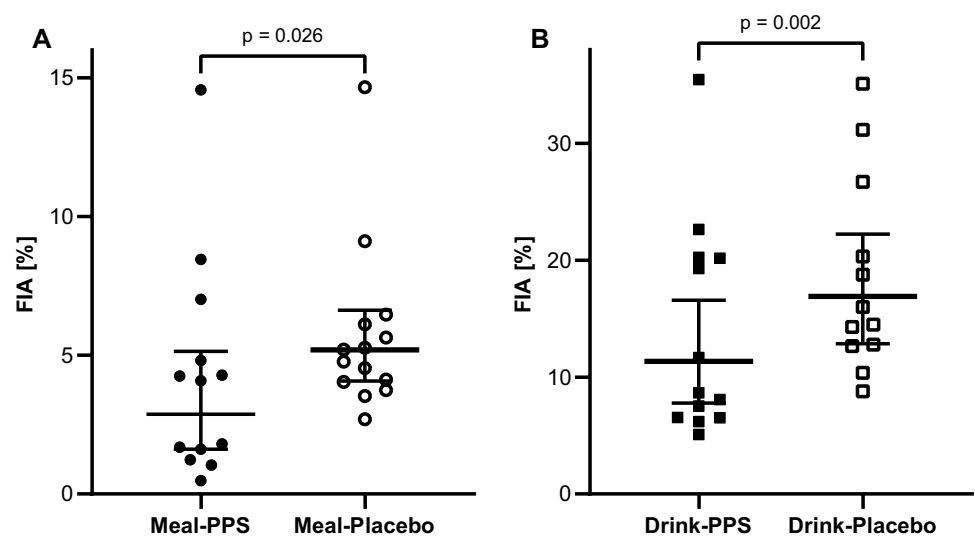 A
p = 0.026
15
10
5
0
FIA [%]
Meal-PPS
Meal-Placebo
B
p = 0.002
30
20
10
0
FIA [%]
Drink-PPS
Drink-Placebo